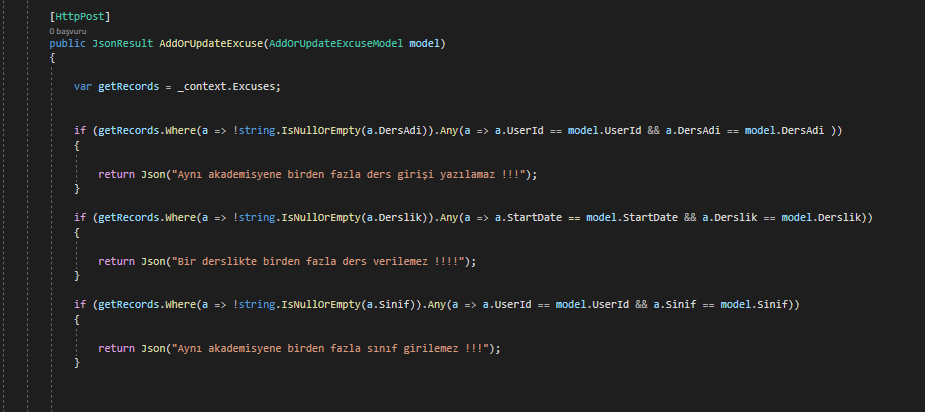 [HttpPost]
0 başvuru
public JsonResult AddOrUpdateExcuse(AddOrUpdateExcuseModel model)
{
var getRecords = _context.Excuses;
if (getRecords.Where(a => !string.IsNullOrEmpty(a.DersAdi)).Any(a => a.UserId == model.UserId && a.DersAdi == model.DersAdi ))
{
return Json("Aynı akademisyene birden fazla ders girişi yazılamaz !!!");
}
if (getRecords.Where(a => !string.IsNullOrEmpty(a.Derslik)).Any(a => a.StartDate == model.StartDate && a.Derslik == model.Derslik))
{
return Json("Bir derslikte birden fazla ders verilemez !!!!");
}
if (getRecords.Where(a => !string.IsNullOrEmpty(a.Sinif)).Any(a => a.UserId == model.UserId && a.Sinif == model.Sinif))
{
return Json("Aynı akademisyene birden fazla sınıf girilemez !!!");
}